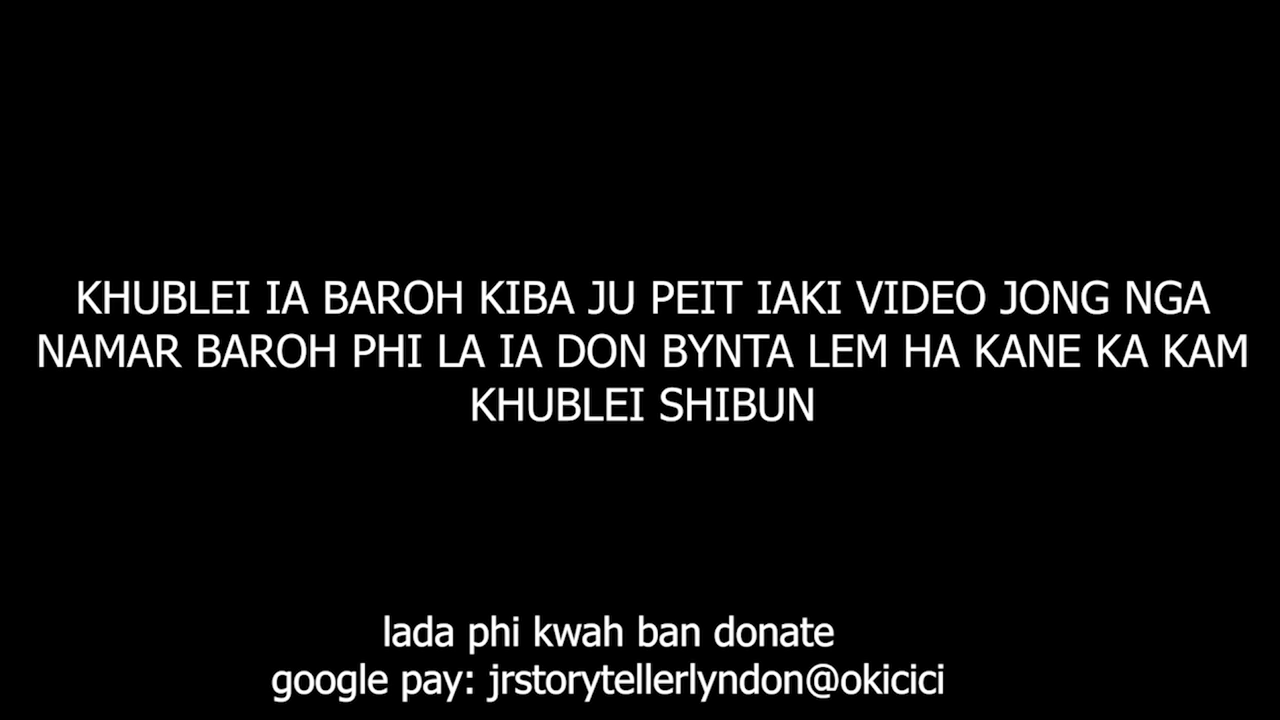 KHUBLEI IA BAROH KIBA JU PEIT IAKI VIDEO JONG NGA
NAMAR BAROH PHI LA IA DON BYNTA LEM HA KANE KA KAM
KHUBLEI SHIBUN
lada phi kwah ban donate
google pay: jrstorytellerlyndon@okicici